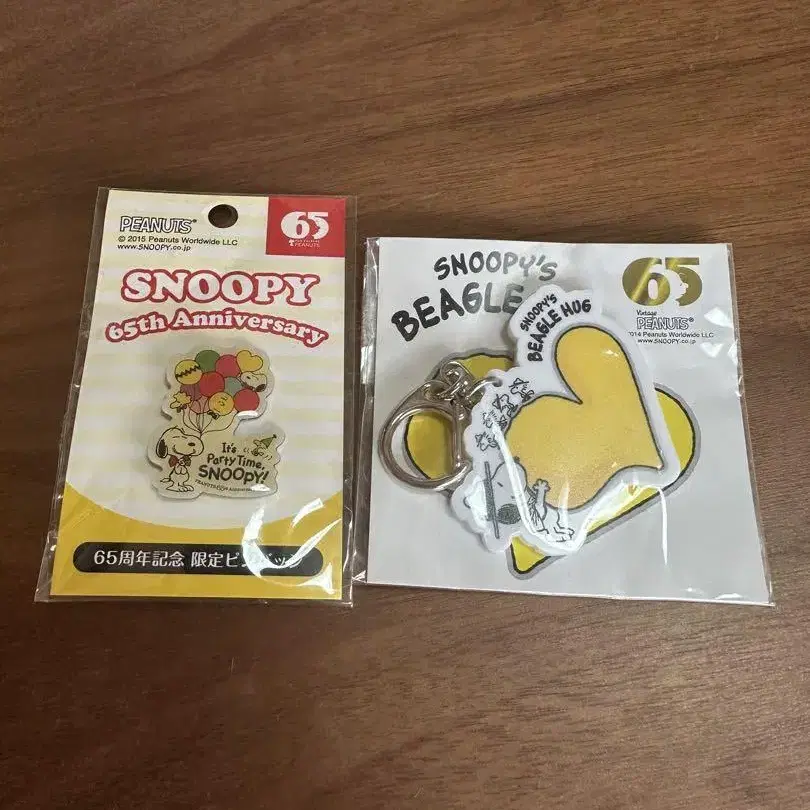 PEANUTS®
© 2015 Peanuts Worldwide LLC
www.SNOOPY.co.jp
65
PEANUTS
SNOOPY
65th Anniversary
It's
Party Time,
SNOOPY!
65周年記念 限定ピンバッジ
SNOOPY'S
BEAGLE
65
Vintage
PEANUTS®
2014 Peanuts Worldwide LLC
www.SNOOPY.co.jp
SNOOPY'S
BEAGLE HUG